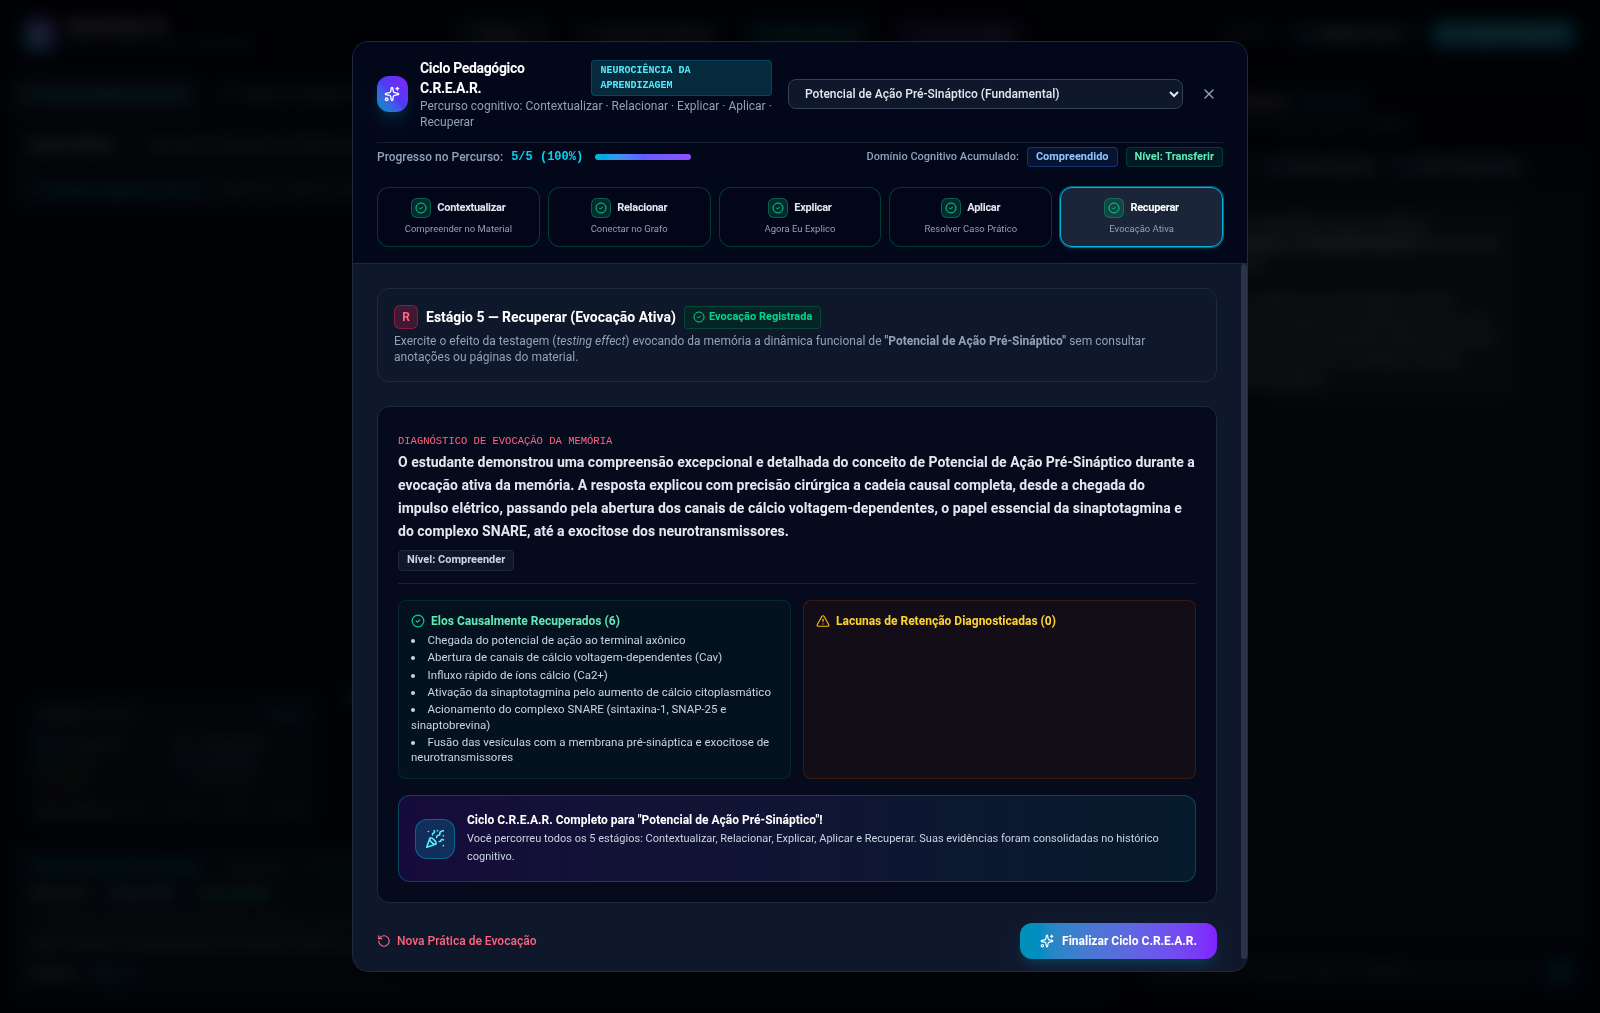 Ciclo Pedagógico
C.R.E.A.R.
NEUROCIÊNCIA DA
APRENDIZAGEM
Percurso cognitivo: Contextualizar · Relacionar · Explicar · Aplicar ·
Recuperar
Potencial de Ação Pré-Sináptico (Fundamental)
Progresso no Percurso: 5/5 (100%)
Domínio Cognitivo Acumulado: Compreendido Nível: Transferir
Contextualizar
Compreender no Material
Relacionar
Conectar no Grafo
Explicar
Agora Eu Explico
Aplicar
Resolver Caso Prático
Recuperar
Evocação Ativa
R Estágio 5 — Recuperar (Evocação Ativa) Evocação Registrada
Exercite o efeito da testagem (testing effect) evocando da memória a dinâmica funcional de "Potencial de Ação Pré-Sináptico" sem consultar
anotações ou páginas do material.
DIAGNÓSTICO DE EVOCAÇÃO DA MEMÓRIA
O estudante demonstrou uma compreensão excepcional e detalhada do conceito de Potencial de Ação Pré-Sináptico durante a
evocação ativa da memória. A resposta explicou com precisão cirúrgica a cadeia causal completa, desde a chegada do
impulso elétrico, passando pela abertura dos canais de cálcio voltagem-dependentes, o papel essencial da sinaptotagmina e
do complexo SNARE, até a exocitose dos neurotransmissores.
Nível: Compreender
Elos Causalmente Recuperados (6)
• Chegada do potencial de ação ao terminal axônico
• Abertura de canais de cálcio voltagem-dependentes (Cav)
• Influxo rápido de íons cálcio (Ca2+)
• Ativação da sinaptotagmina pelo aumento de cálcio citoplasmático
• Acionamento do complexo SNARE (sintaxina-1, SNAP-25 e
sinaptobrevina)
• Fusão das vesículas com a membrana pré-sináptica e exocitose de
neurotransmissores
Lacunas de Retenção Diagnosticadas (0)
Ciclo C.R.E.A.R. Completo para "Potencial de Ação Pré-Sináptico"!
Você percorreu todos os 5 estágios: Contextualizar, Relacionar, Explicar, Aplicar e Recuperar. Suas evidências foram consolidadas no histórico
cognitivo.
Nova Prática de Evocação
Finalizar Ciclo C.R.E.A.R.